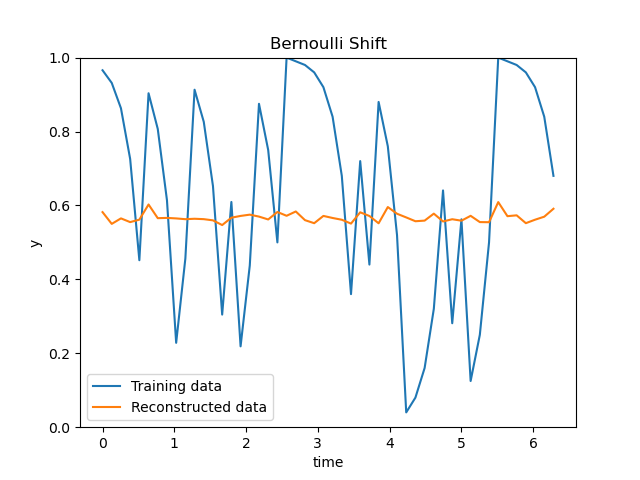 Bernoulli Shift
1.0
0.8
0.6
0.4
0.2
0.0
y
Training data
Reconstructed data
0 1 2 3 4 5 6
time